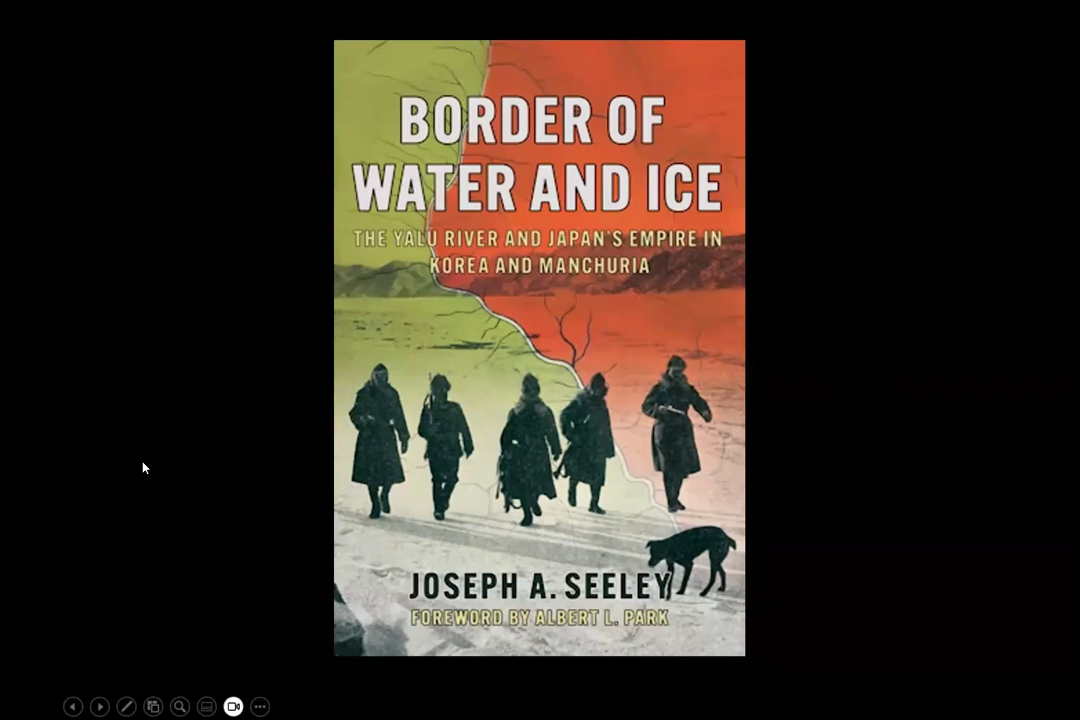 BORDER OF
WATER AND ICE
THE YALU RIVER AND JAPAN'S EMPIRE IN
KOREA AND MANCHURIA
JOSEPH A. SEELEY
FOREWORD BY ALBERT L. PARK